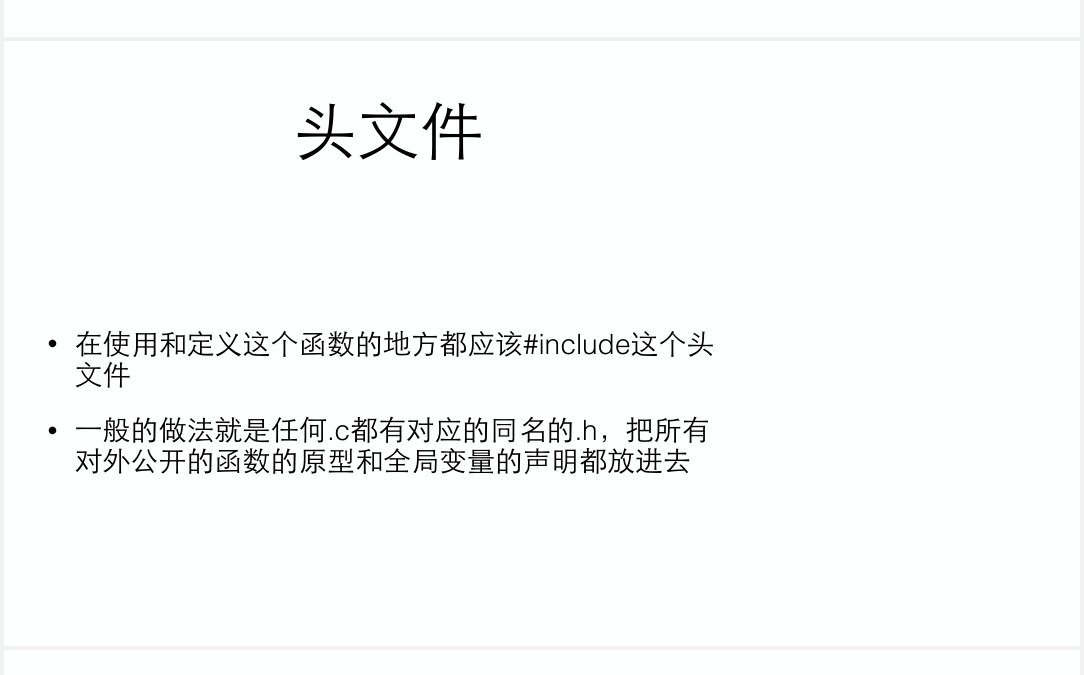 头文件
• 在使用和定义这个函数的地方都应该#include这个头
文件
• 一般的做法就是任何.c都有对应的同名的.h，把所有
对外公开的函数的原型和全局变量的声明都放进去